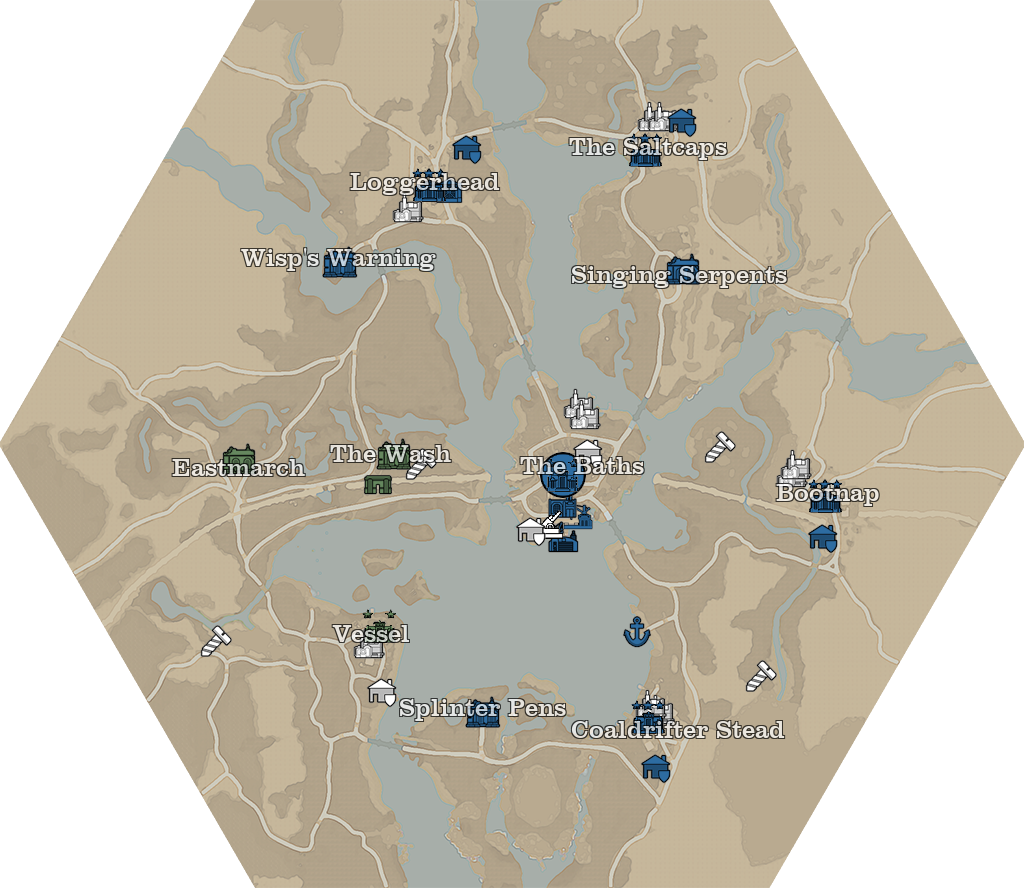 The Saltcaps
Loggerhead
Wisp's Warning
Singing Serpents
The Wash
Eastmarch
The Baths
Bootnap
Vessel
Splinter Pens
Coaldrifter Stead